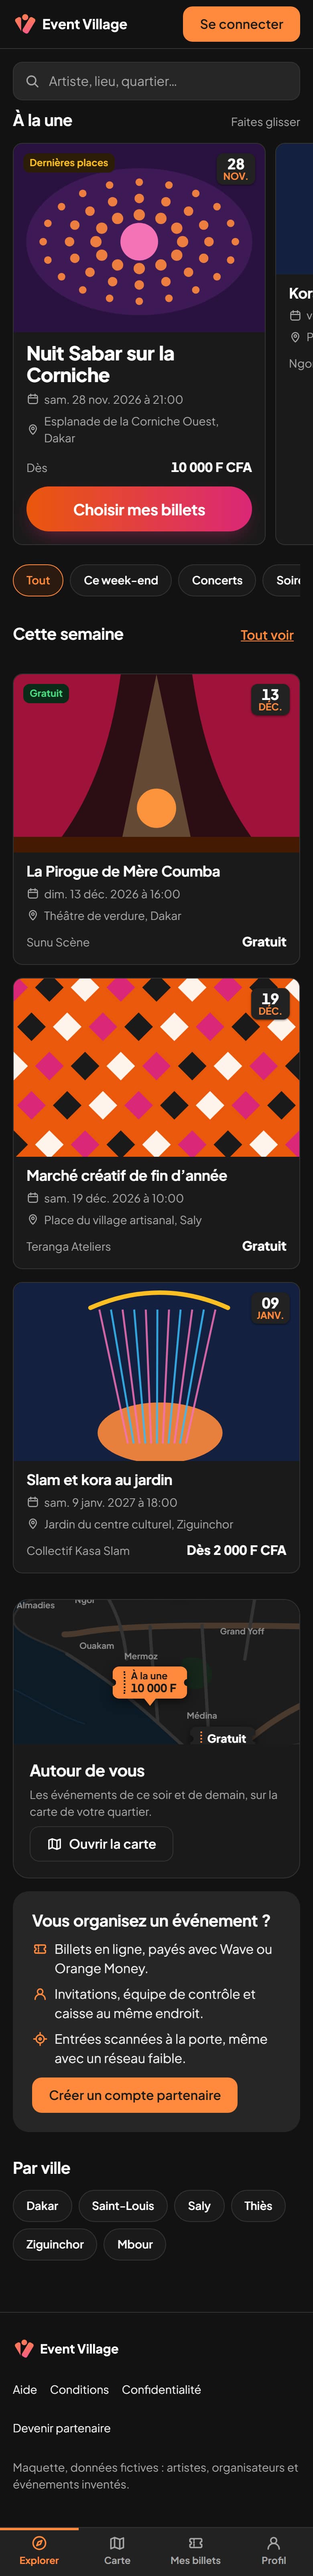 Event Village
Se connecter
Artiste, lieu, quartier…
À la une
Faites glisser
Dernières places
28
NOV.
Nuit Sabar sur la
Corniche
sam. 28 nov. 2026 à 21:00
Esplanade de la Corniche Ouest,
Dakar
Dès
10 000 F CFA
Choisir mes billets
Kor
v
P
Ngo
Tout
Ce week-end
Concerts
Soiré
Cette semaine
Tout voir
Gratuit
13
DÉC.
La Pirogue de Mère Coumba
dim. 13 déc. 2026 à 16:00
Théâtre de verdure, Dakar
Sunu Scène
Gratuit
19
DÉC.
Marché créatif de fin d’année
sam. 19 déc. 2026 à 10:00
Place du village artisanal, Saly
Teranga Ateliers
Gratuit
09
JANV.
Slam et kora au jardin
sam. 9 janv. 2027 à 18:00
Jardin du centre culturel, Ziguinchor
Collectif Kasa Slam
Dès 2 000 F CFA
Almadies
Ngor
Grand Yoff
Ouakam
Mermoz
À la une
10 000 F
Médina
Gratuit
Autour de vous
Les événements de ce soir et de demain, sur la
carte de votre quartier.
Ouvrir la carte
Vous organisez un événement ?
Billets en ligne, payés avec Wave ou
Orange Money.
Invitations, équipe de contrôle et
caisse au même endroit.
Entrées scannées à la porte, même
avec un réseau faible.
Créer un compte partenaire
Par ville
Dakar
Saint-Louis
Saly
Thiès
Ziguinchor
Mbour
Event Village
Aide
Conditions
Confidentialité
Devenir partenaire
Maquette, données fictives : artistes, organisateurs et
événements inventés.
Explorer
Carte
Mes billets
Profil